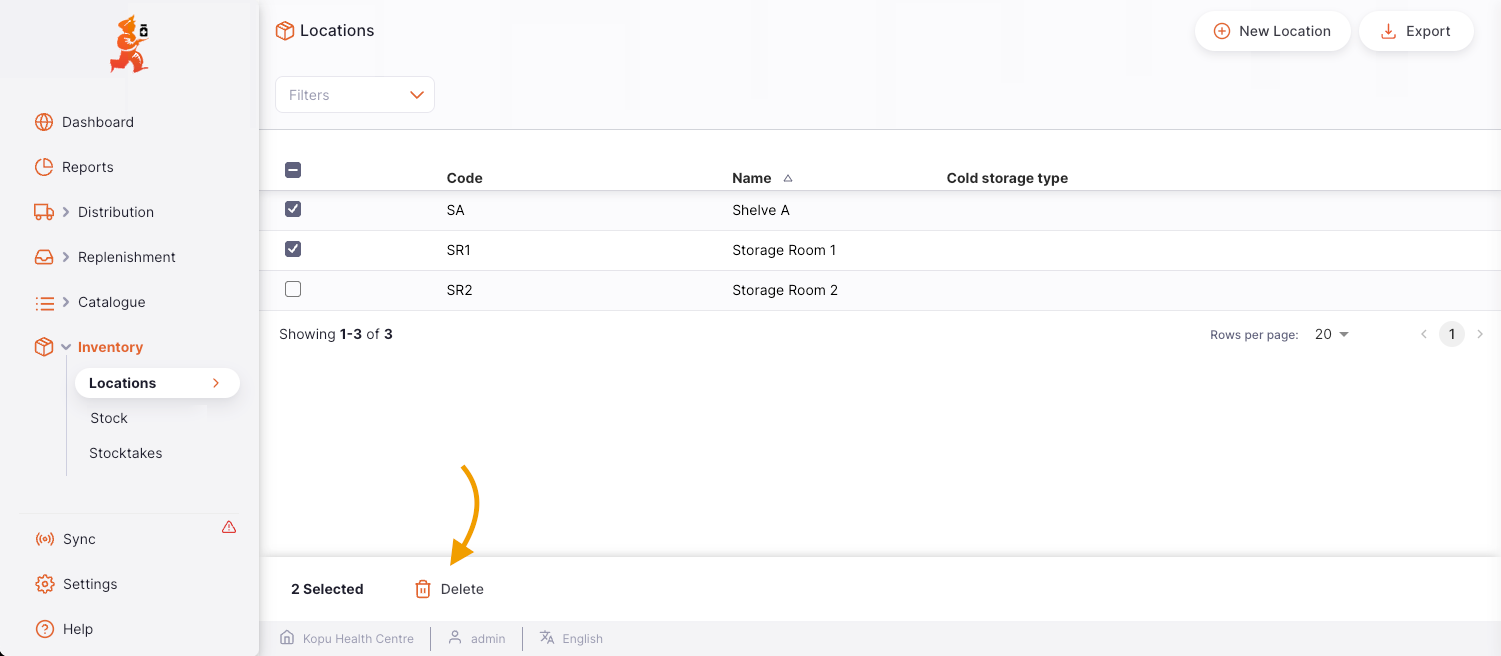 Locations
New Location
Export
Filters
Dashboard
Reports
Distribution
Replenishment
Catalogue
Inventory
Locations
Stock
Stocktakes
Sync
Settings
Help
Code Name Cold storage type
SA Shelve A
SR1 Storage Room 1
SR2 Storage Room 2
Showing 1-3 of 3
Rows per page: 20
1
2 Selected
Delete
Kopu Health Centre
admin
English